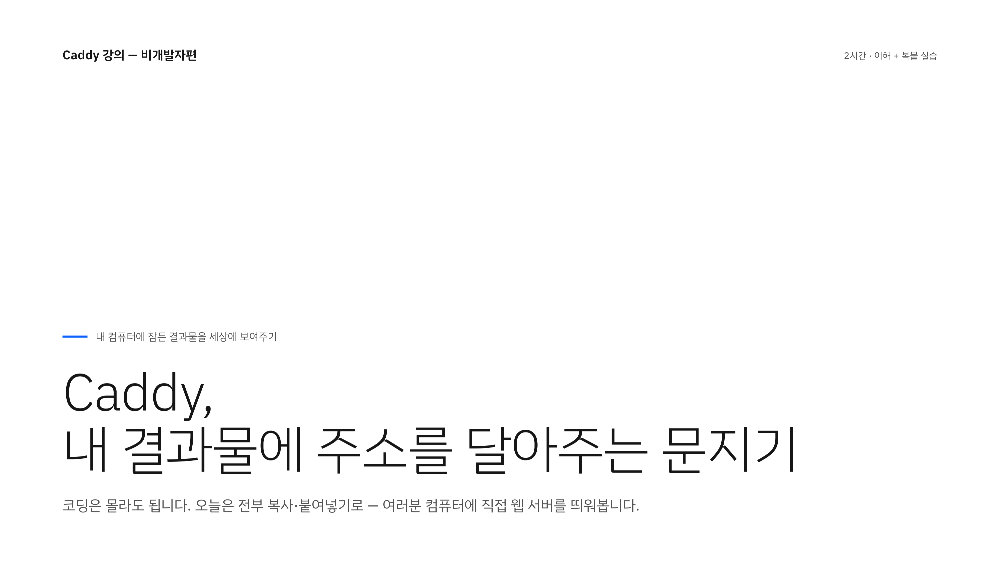 Caddy 강의 — 비개발자편
2시간 · 이해 + 복붙 실습
내 컴퓨터에 잠든 결과물을 세상에 보여주기
Caddy,
내 결과물에 주소를 달아주는 문지기
코딩은 몰라도 됩니다. 오늘은 전부 복사·붙여넣기로 — 여러분 컴퓨터에 직접 웹 서버를 띄워봅니다.